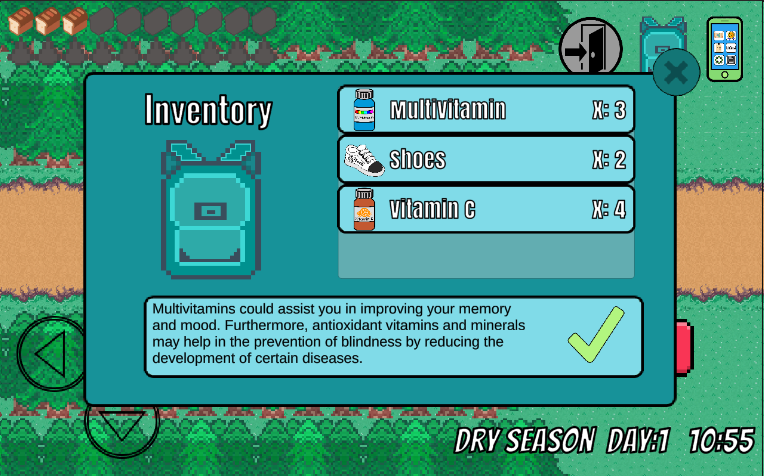 Inventory
Multivitamin X: 3
Shoes X: 2
Vitamin C X: 4
Multivitamins could assist you in improving your memory
and mood. Furthermore, antioxidant vitamins and minerals
may help in the prevention of blindness by reducing the
development of certain diseases.
DRY SEASON DAY:1 10:55